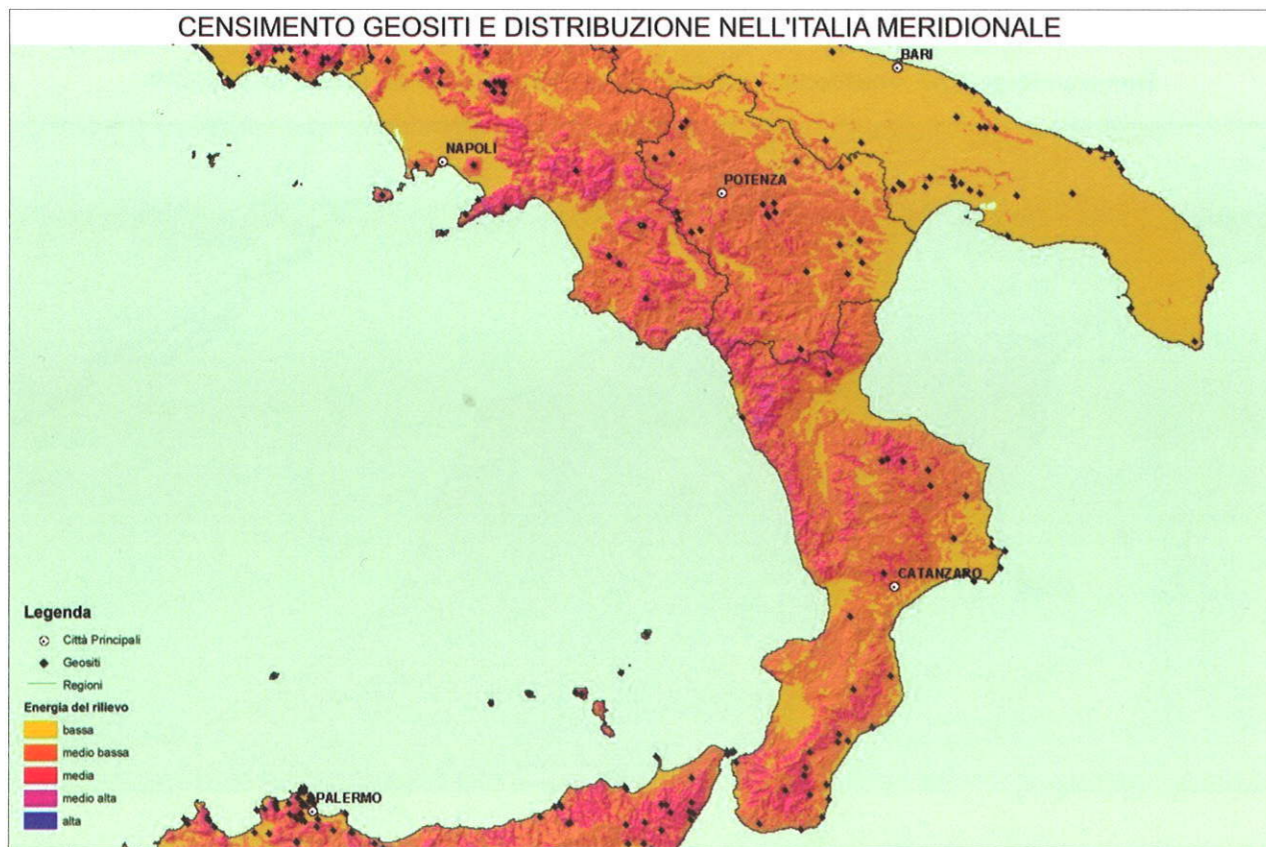 CENSIMENTO GEOSITI E DISTRIBUZIONE NELL'ITALIA MERIDIONALE
BARI
NAPOLI
POTENZA
CATANZARO
PALERMO
Legenda
Città Principali
Geositi
Regioni
Energia del rilievo
bassa
medio bassa
media
medio alta
alta